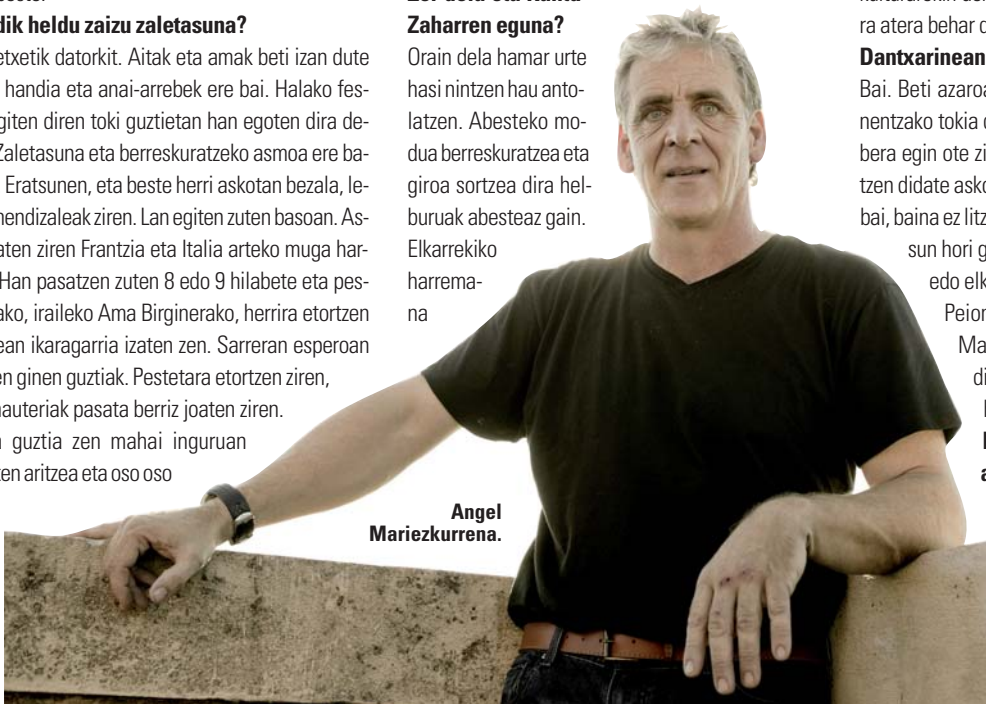 dik heldu zaizu zaletasuna?
etxetik datorkit. Aitak eta amak beti izan dute
handia eta anai-arrebek ere bai. Halako fes-
giten diren toki guztietan han egoten dira de-
Zaletasuna eta berreskuratzeko asmoa ere ba-
Eratsunen, eta beste herri askotan bezala, le-
nendizaleak ziren. Lan egiten zuten basoan. As-
aten ziren Frantzia eta Italia arteko muga har-
Han pasatzen zuten 8 edo 9 hilabete eta pes-
ako, iraileko Ama Birginerako, herrira etortzen
ean ikaragarria izaten zen. Sarreran esperoan
en ginen guztiak. Pestetara etortzen ziren,
nauteriak pasata berriz joaten ziren.
guztia zen mahai inguruan
ten aritzea eta oso oso
Zaharren eguna?
Orain dela hamar urte
hasi nintzen hau anto-
latzen. Abesteko mo-
dua berreskuratzea eta
giroa sortzea dira hel-
buruak abesteaz gain.
Elkarrekiko
harrema-
na
Angel
Mariezkurrena.
ra atera behar
Dantxarinean
Bai. Beti azaroa
nentzako tokia
bera egin ote zi
tzen didate asko
bai, baina ez litz
sun hori g
edo elk
Peior
Ma
di